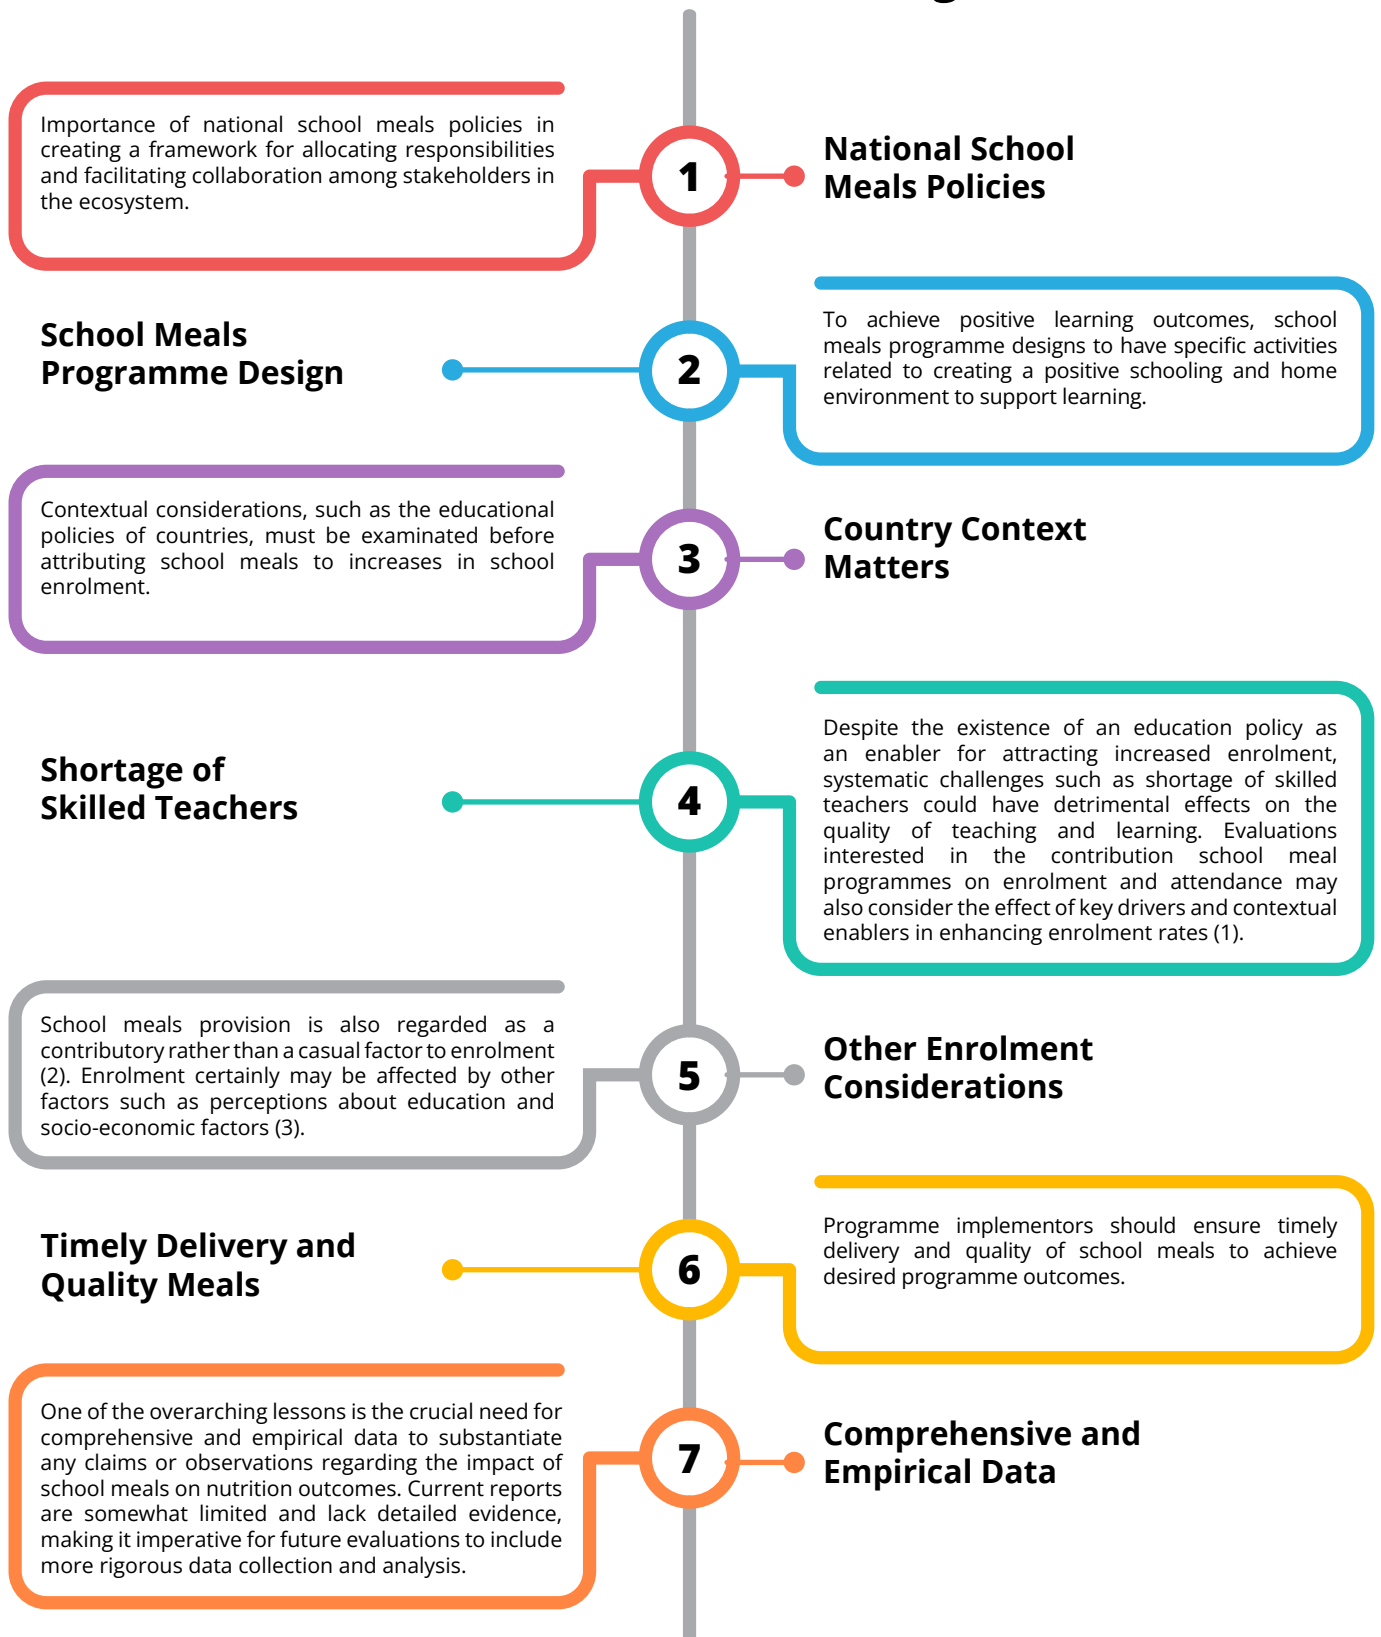 Importance of national school meals policies in
creating a framework for allocating responsibilities
and facilitating collaboration among stakeholders in
the ecosystem.
1
National School
Meals Policies
School Meals
Programme Design
2
To achieve positive learning outcomes, school
meals programme designs to have specific activities
related to creating a positive schooling and home
environment to support learning.
Contextual considerations, such as the educational
policies of countries, must be examinated before
attributing school meals to increases in school
enrolment.
3
Country Context
Matters
Shortage of
Skilled Teachers
4
Despite the existence of an education policy as
an enabler for attracting increased enrolment,
systematic challenges such as shortage of skilled
teachers could have detrimental effects on the
quality of teaching and learning. Evaluations
interested in the contribution school meal
programmes on enrolment and attendance may
also consider the effect of key drivers and contextual
enablers in enhancing enrolment rates (1).
School meals provision is also regarded as a
contributory rather than a casual factor to enrolment
(2). Enrolment certainly may be affected by other
factors such as perceptions about education and
socio-economic factors (3).
5
Other Enrolment
Considerations
Timely Delivery and
Quality Meals
6
Programme implementors should ensure timely
delivery and quality of school meals to achieve
desired programme outcomes.
One of the overarching lessons is the crucial need for
comprehensive and empirical data to substantiate
any claims or observations regarding the impact of
school meals on nutrition outcomes. Current reports
are somewhat limited and lack detailed evidence,
making it imperative for future evaluations to include
more rigorous data collection and analysis.
7
Comprehensive and
Empirical Data